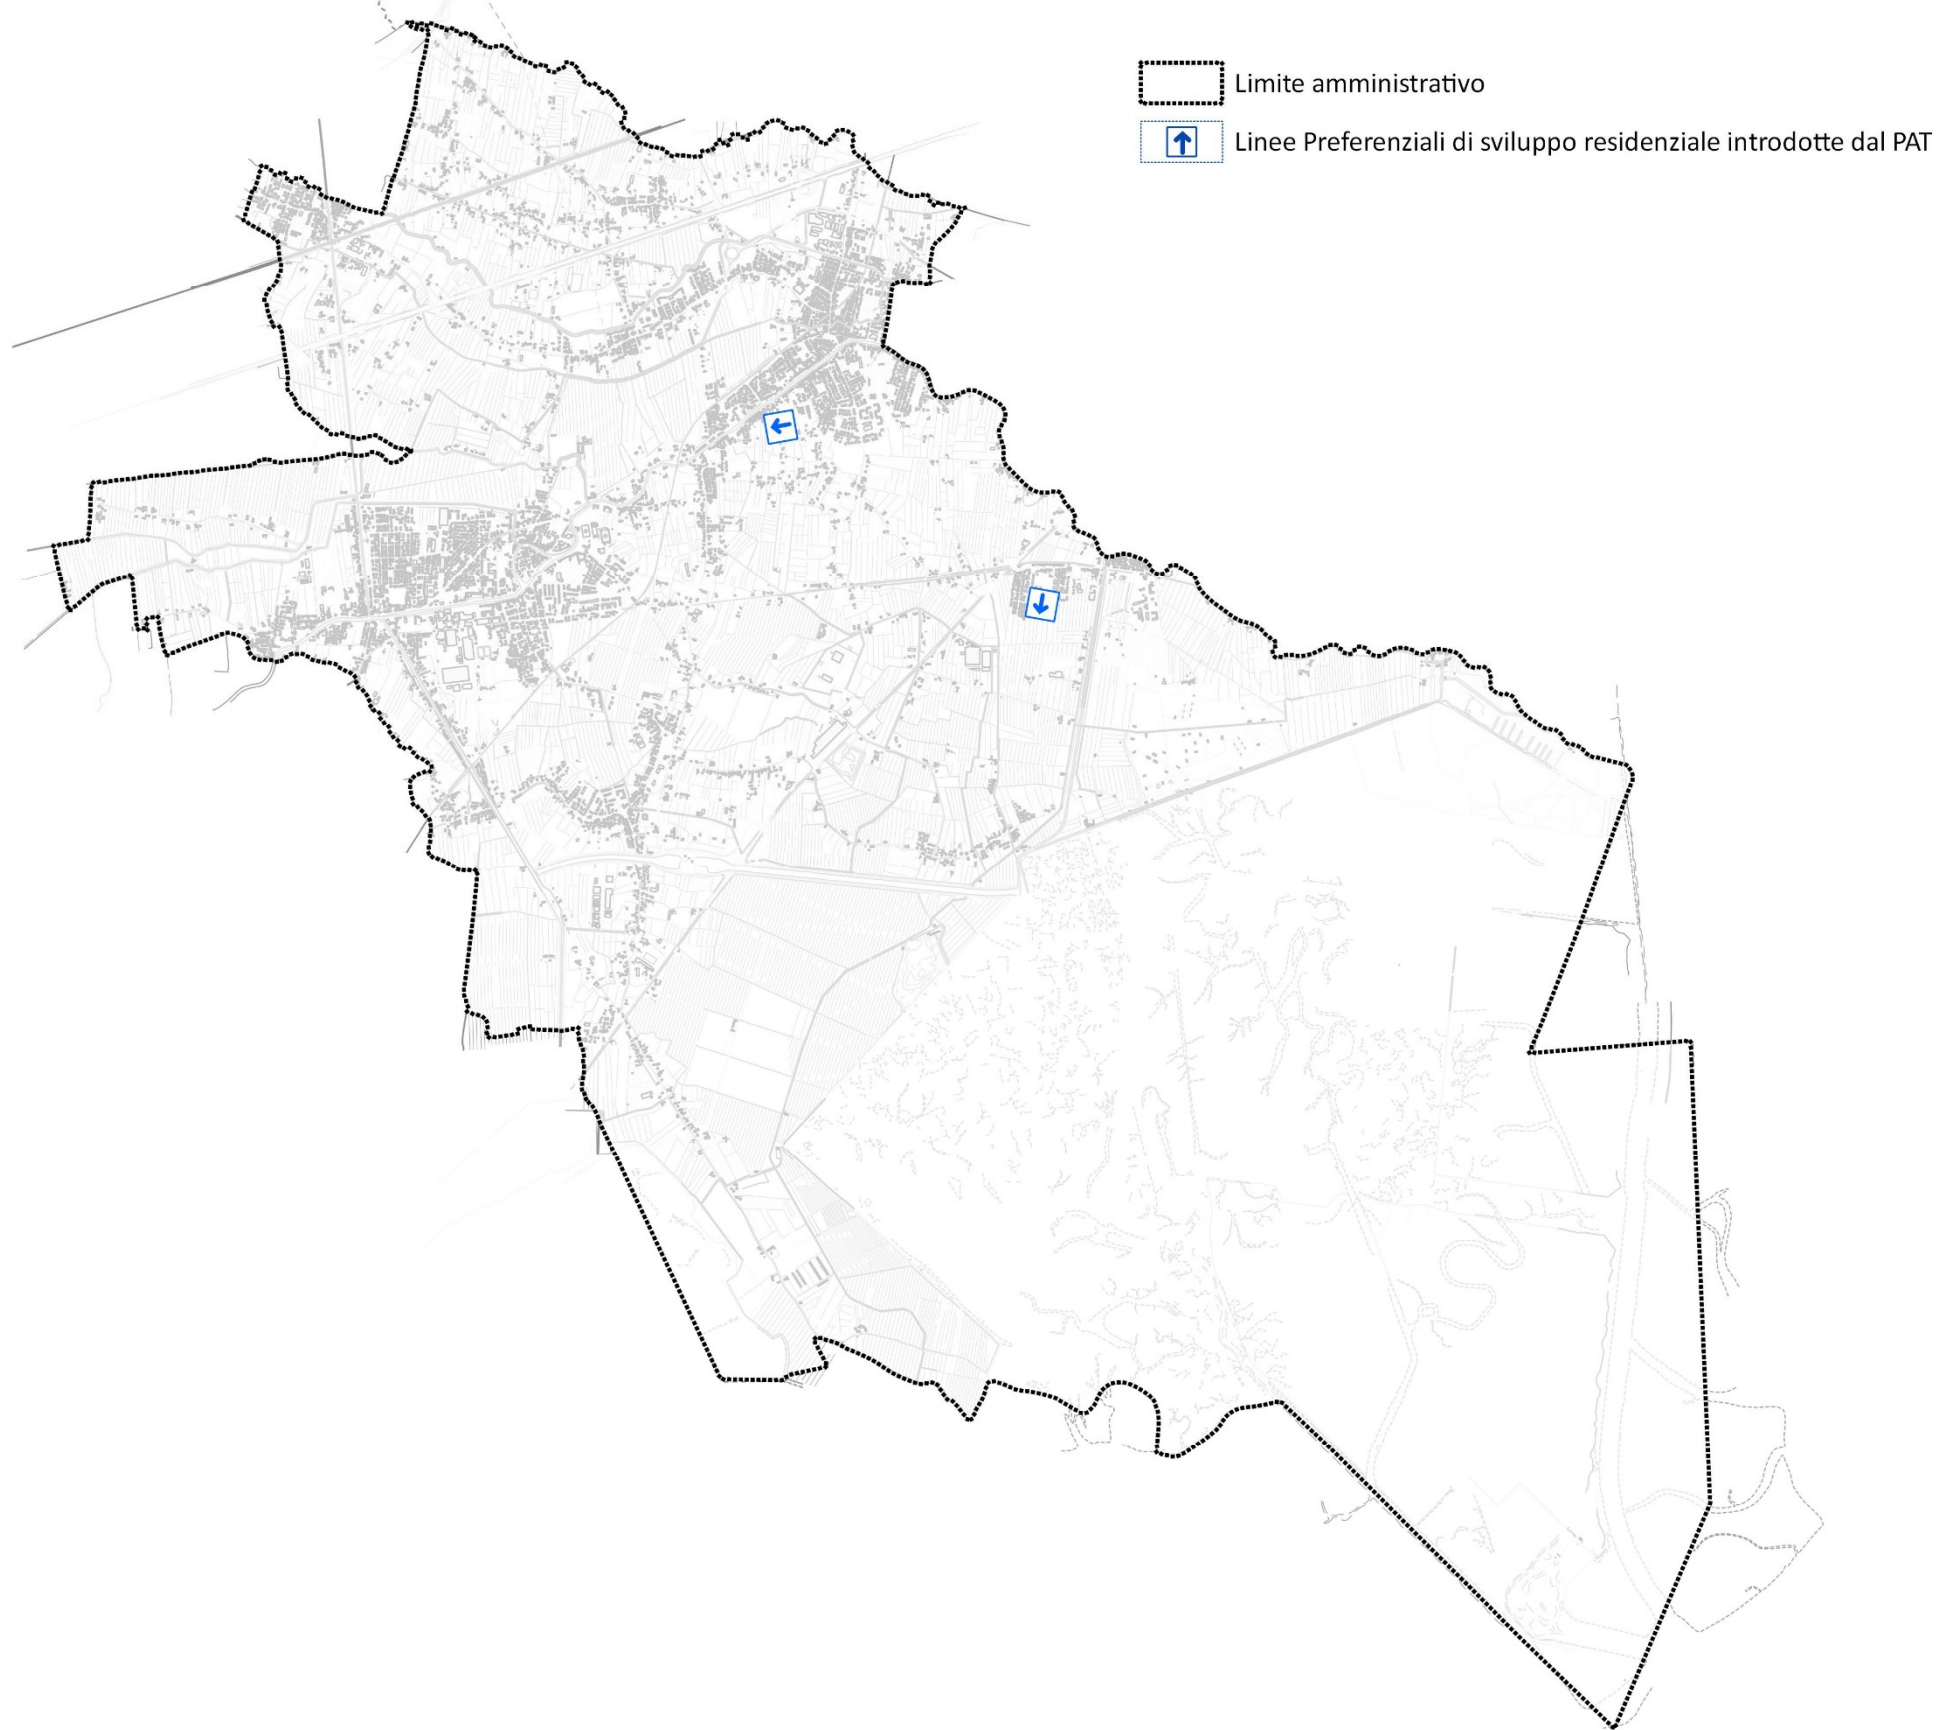 Limite amministrativo
Linee Preferenziali di sviluppo residenziale introdotte dal PAT